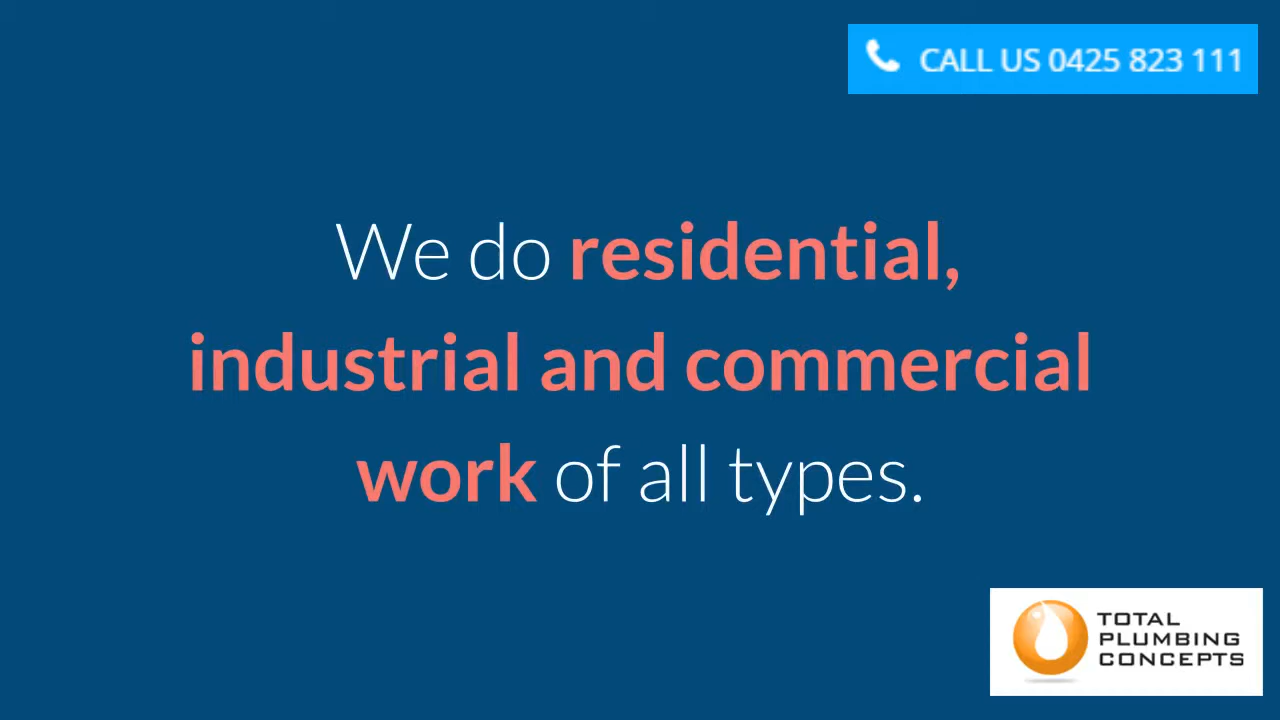 CALL US 0425 823 111
We do residential,
industrial and commercial
work of all types.
TOTAL
PLUMBING
CONCEPTS